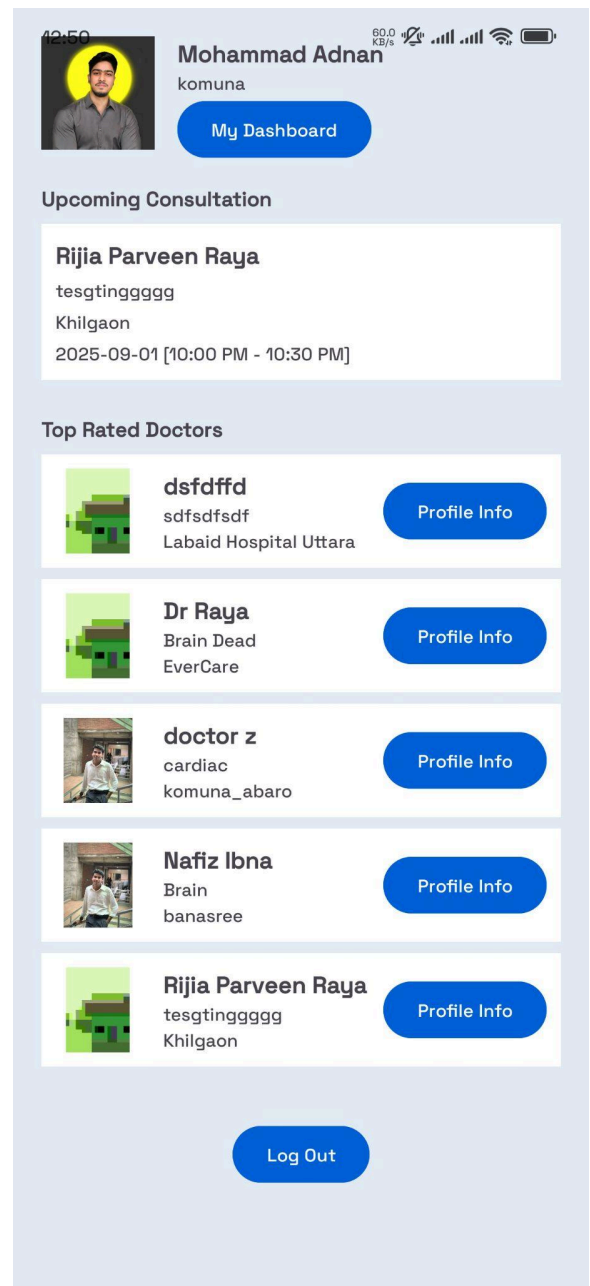 12:50
60.0
KB/s
Mohammad Adnan
komuna
My Dashboard
Upcoming Consultation
Rijia Parveen Raya
tesgtinggggg
Khilgaon
2025-09-01 [10:00 PM - 10:30 PM]
Top Rated Doctors
dsfdffd
sdfsdfsdf
Labaid Hospital Uttara
Profile Info
Dr Raya
Brain Dead
EverCare
Profile Info
doctor z
cardiac
komuna_abaro
Profile Info
Nafiz Ibna
Brain
banasree
Profile Info
Rijia Parveen Raya
tesgtinggggg
Khilgaon
Profile Info
Log Out